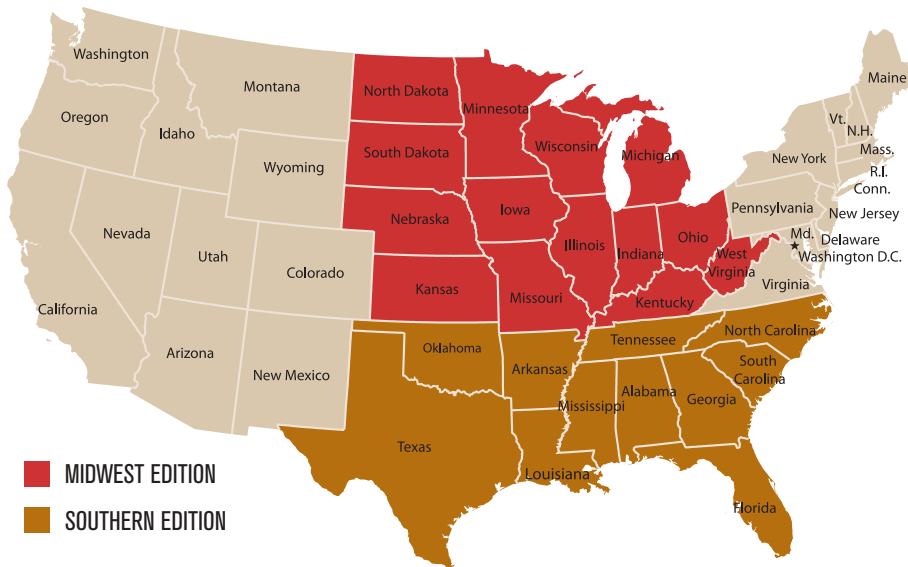 Washington
Montana
Maine
North Dakota
Minnesota
Oregon
Vt.
N.H.
Idaho
Wisconsin
Mass.
South Dakota
Michigan
New York
Wyoming
R.I.
Conn.
Pennsylvania
Iowa
New Jersey
Nebraska
Nevada
Md.
Ohio
Delaware
Illinois
Indiana
West
Virginia
Washington D.C.
Utah
Colorado
Virginia
Kansas
Missouri
Kentucky
California
North Carolina
Tennessee
Oklahoma
Arizona
South
Carolina
Arkansas
New Mexico
Alabama
Georgia
Mississippi
Texas
Louisiana
Florida
MIDWEST EDITION
SOUTHERN EDITION